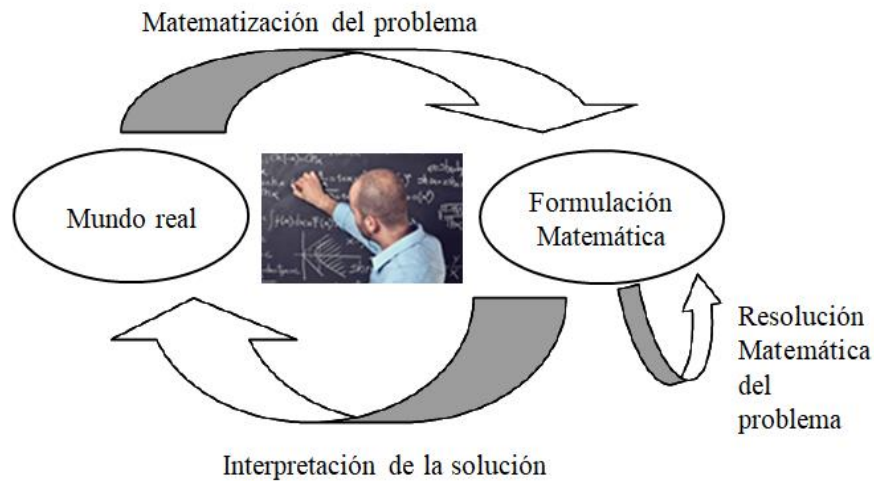 Matematización del problema
Mundo real
Formulación
Matemática
Resolución
Matemática
del
problema
Interpretación de la solución